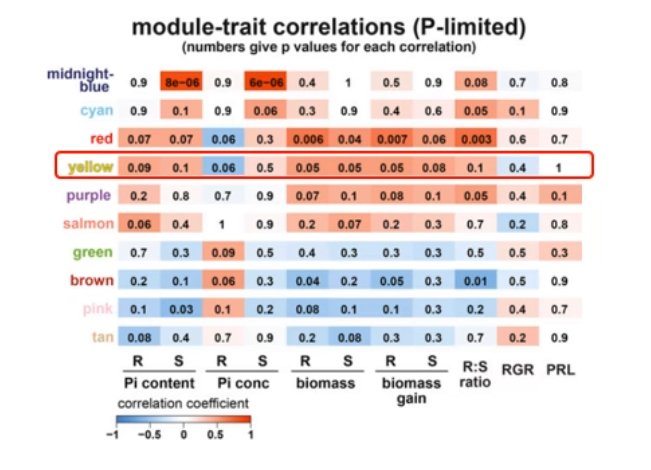 module-trait correlations (P-limited)
(numbers give p values for each correlation)
midnight-
blue 0.9 8e−06 0.9 6e−06 0.4 1 0.5 0.9 0.08 0.7 0.8
cyan 0.9 0.1 0.9 0.06 0.3 0.9 0.4 0.6 0.05 0.1 0.9
red 0.07 0.07 0.06 0.3 0.006 0.04 0.007 0.06 0.003 0.6 0.7
yellow 0.09 0.1 0.06 0.5 0.05 0.05 0.05 0.08 0.1 0.4 1
purple 0.2 0.8 0.7 0.9 0.07 0.1 0.08 0.1 0.05 0.4 0.1
salmon 0.06 0.4 1 0.9 0.2 0.07 0.2 0.3 0.7 0.2 0.8
green 0.7 0.3 0.09 0.5 0.4 0.3 0.3 0.3 0.5 0.5 0.3
brown 0.2 0.1 0.06 0.3 0.04 0.2 0.05 0.3 0.01 0.5 0.9
pink 0.1 0.03 0.1 0.2 0.08 0.1 0.1 0.3 0.2 0.4 0.7
tan 0.08 0.4 0.7 0.9 0.2 0.08 0.3 0.3 0.7 0.2 0.9
R S R S R S R S R:S RGR PRL
Pi content Pi conc biomass biomass ratio
gain
correlation coefficient
−1 −0.5 0 0.5 1